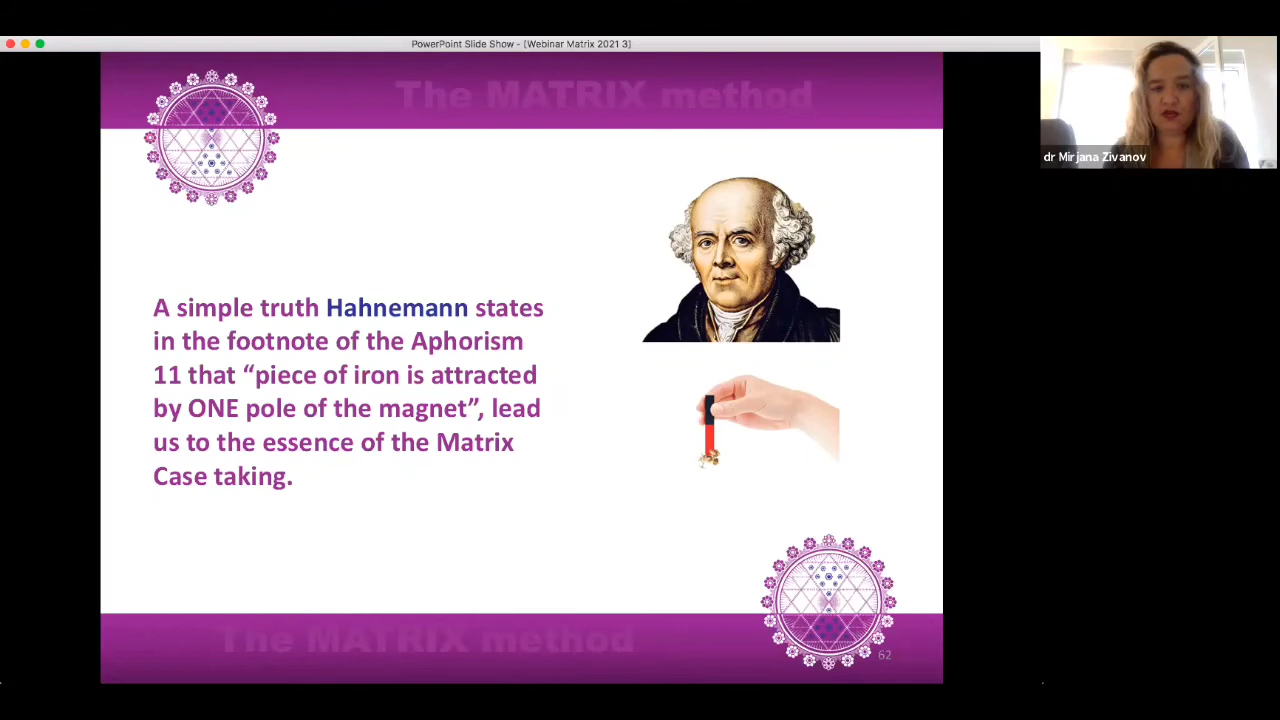 PowerPoint Slide Show - [Webinar Matrix 2021 3]
The MATRIX method
dr Mirjana Zivanov
A simple truth Hahnemann states
in the footnote of the Aphorism
11 that “piece of iron is attracted
by ONE pole of the magnet”, lead
us to the essence of the Matrix
Case taking.
The MATRIX method
62